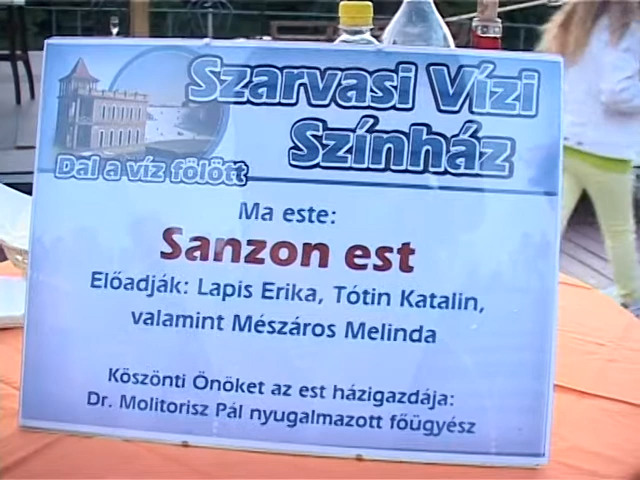 Szarvasi Vízi
Színház
Dal a víz fölött
Ma este:
Sanzon est
Előadják: Lapis Erika, Tótin Katalin,
valamint Mészáros Melinda
Köszönti Önöket az est házigazdája:
Dr. Molitorisz Pál nyugalmazott főügyész